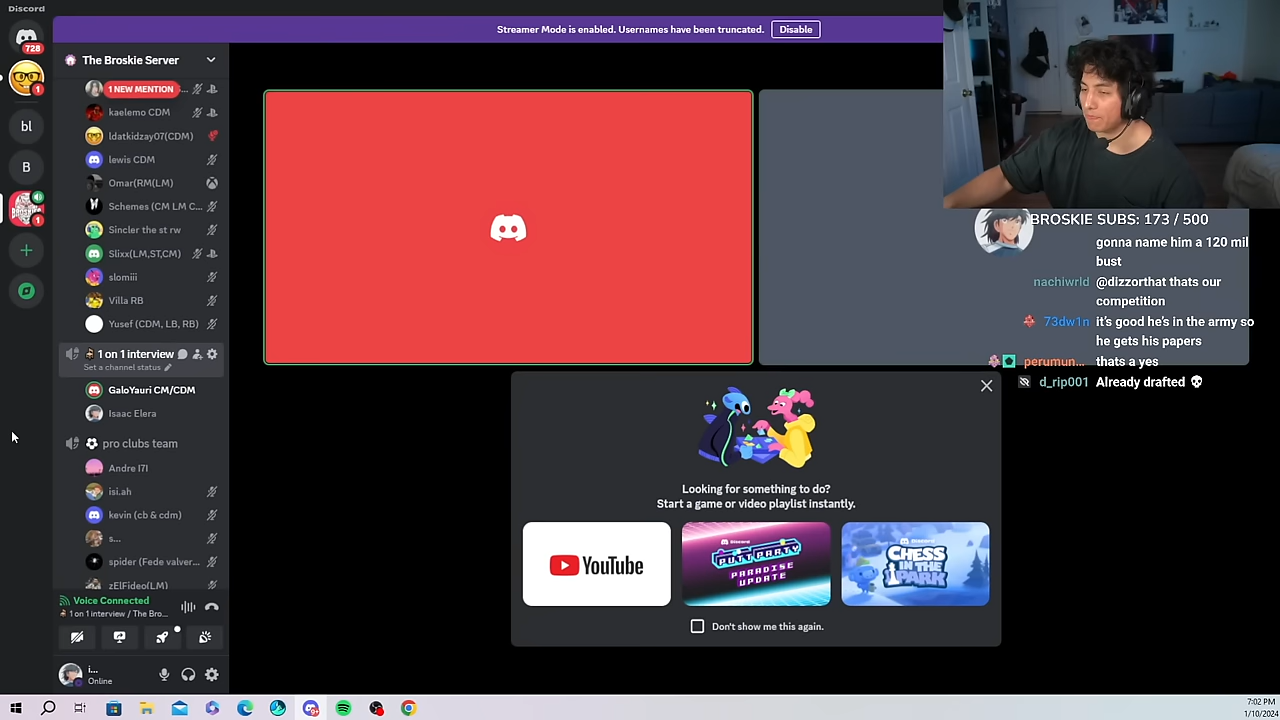 Discord
Streamer Mode is enabled. Usernames have been truncated.
Disable
728
1
bl
B
1
The Broskie Server
1 NEW MENTION
...
kaelemo CDM
ldatkidzay07(CDM)
lewis CDM
Omar(RM(LM)
Schemes (CM LM C...
Sincler the st rw
Slixx(LM,ST,CM)
slomiii
Villa RB
Yusef (CDM, LB, RB)
1 on 1 interview
Set a channel status
GaloYauri CM/CDM
Isaac Elera
pro clubs team
Andre I7I
isi.ah
kevin (cb & cdm)
s...
spider (Fede valver...
zElFideo(LM)
Voice Connected
1 on 1 interview / The Bro...
i...
Online
BROSKIE SUBS: 173 / 500
gonna name him a 120 mil
bust
nachiwrld @dizzorthat thats our
competition
73dw1n it's good he's in the army so
he gets his papers
perumun... thats a yes
d_rip001 Already drafted
Looking for something to do?
Start a game or video playlist instantly.
YouTube
Discord
PUTT PARTY
PARADISE
UPDATE
Discord
CHESS
IN THE
PARK
Don't show me this again.
7:02 PM
1/10/2024